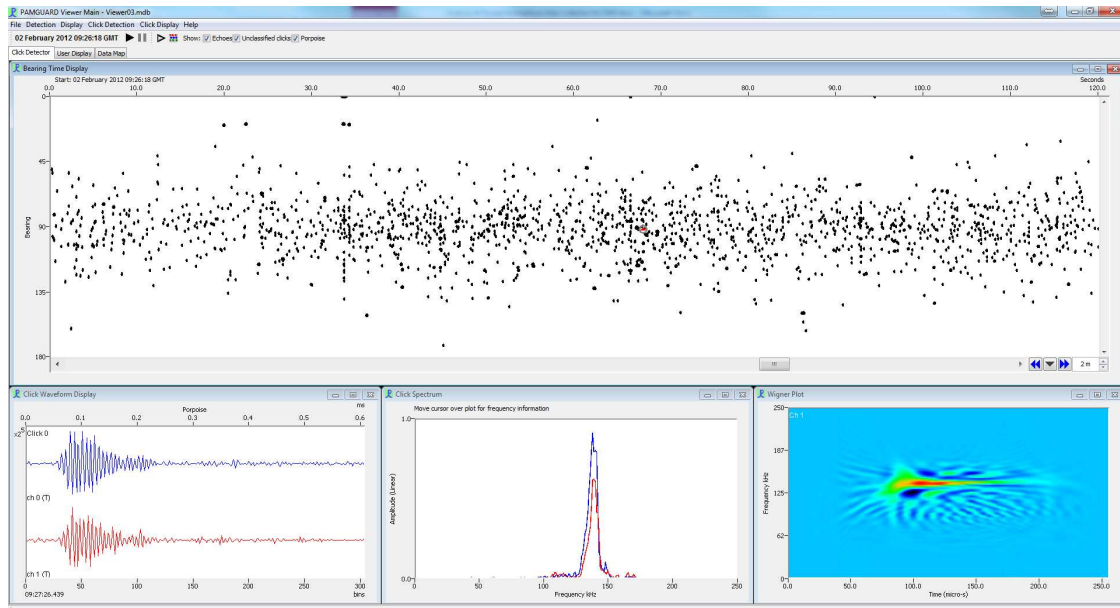 PAMGUARD Viewer Main - Viewer03.mdb
File Detection Display Click Detection Click Display Help
02 February 2012 09:26:18 GMT Show: Echoes Unclassified clicks Porpoise
Click Detector User Display Data Map
Bearing Time Display
Start: 02 February 2012 09:26:18 GMT Seconds
0.0 10.0 20.0 30.0 40.0 50.0 60.0 70.0 80.0 90.0 100.0 110.0 120.0
0
45
90
135
180
Bearing
2 m
Click Waveform Display
Porpoise ms
0.0 0.1 0.2 0.3 0.4 0.5 0.6
Click 0
ch 0 (T)
ch 1 (T)
0 50 100 150 200 250 300
09:27:26.439 bins
Click Spectrum
Move cursor over plot for frequency information
1.0
Amplitude (Linear)
0.0
0 50 100 150 200 250
Frequency kHz
Wigner Plot
Ch 1
250
187
125
62
0
Frequency kHz
0.0 50.0 100.0 150.0 200.0 250.0
Time (micro-s)